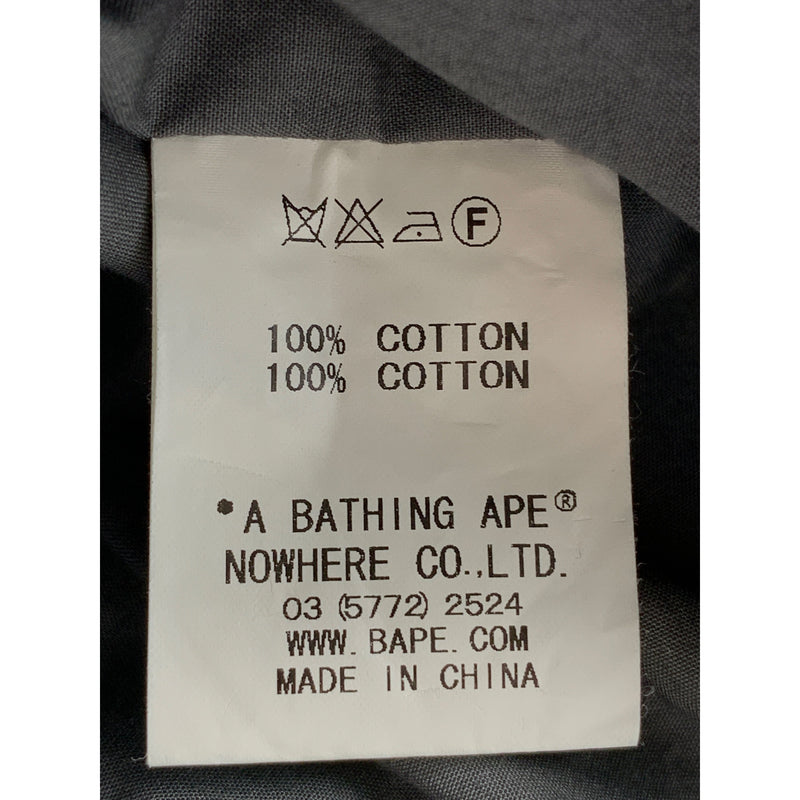 F
100% COTTON
100% COTTON
*A BATHING APE®
NOWHERE CO.,LTD.
03 (5772) 2524
WWW. BAPE. COM
MADE IN CHINA